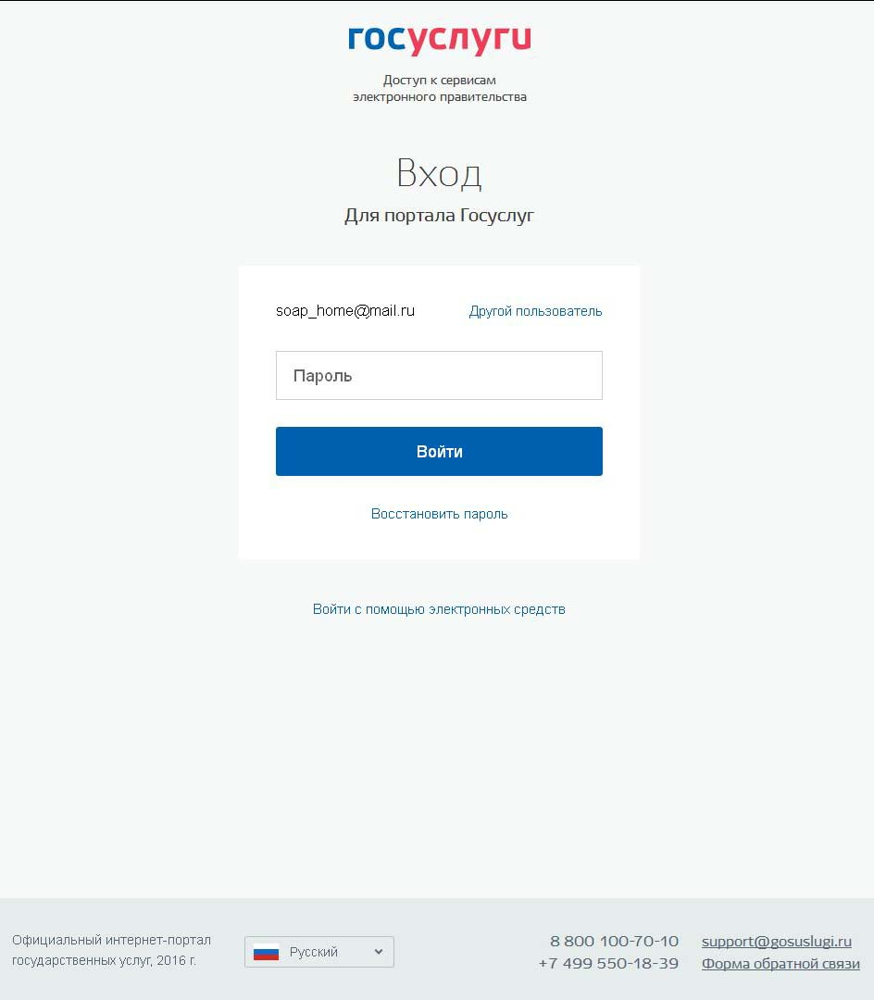 госуслуги
Доступ к сервисам
электронного правительства
Вход
Для портала Госуслуг
soap_home@mail.ru
Другой пользователь
Пароль
Войти
Восстановить пароль
Войти с помощью электронных средств
Официальный интернет-портал
государственных услуг, 2016 г.
Русский
8 800 100-70-10
+7 499 550-18-39
support@gosuslugi.ru
Форма обратной связи